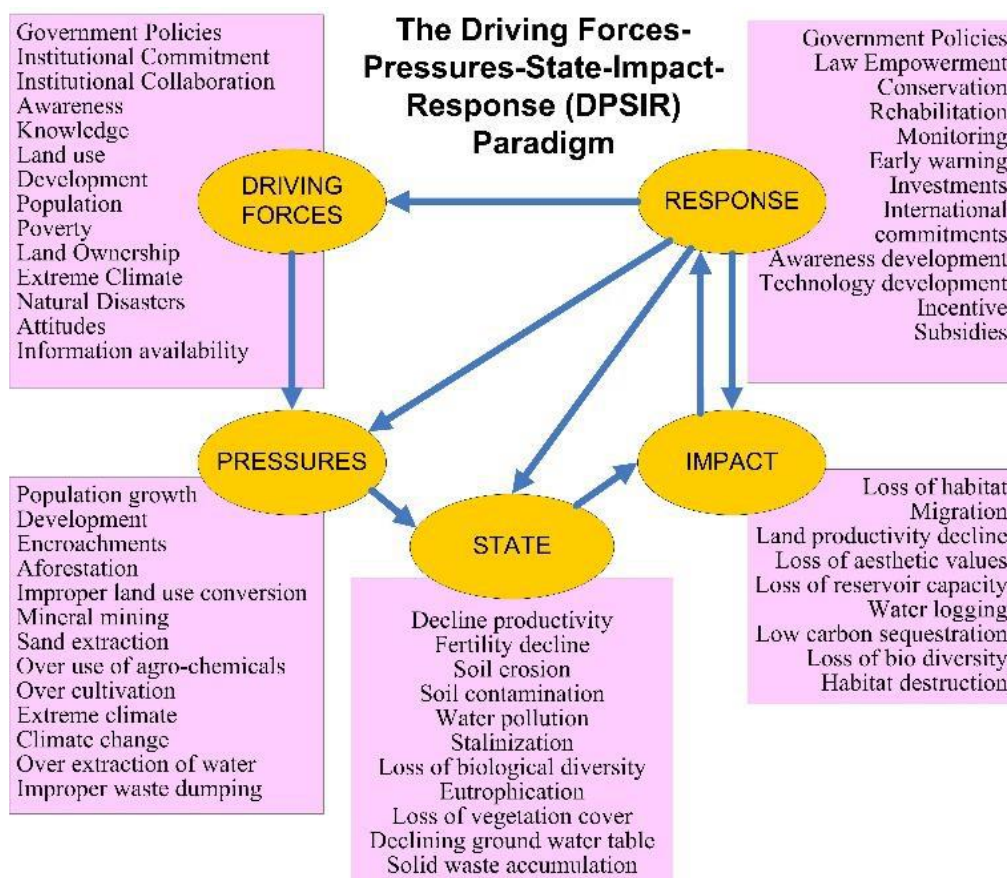 The Driving Forces-
Pressures-State-Impact-
Response (DPSIR)
Paradigm
Government Policies
Institutional Commitment
Institutional Collaboration
Awareness
Knowledge
Land use
Development
Population
Poverty
Land Ownership
Extreme Climate
Natural Disasters
Attitudes
Information availability
DRIVING
FORCES
RESPONSE
Government Policies
Law Empowerment
Conservation
Rehabilitation
Monitoring
Early warning
Investments
International
commitments
Awareness development
Technology development
Incentive
Subsidies
PRESSURES
Population growth
Development
Encroachments
Aforestation
Improper land use conversion
Mineral mining
Sand extraction
Over use of agro-chemicals
Over cultivation
Extreme climate
Climate change
Over extraction of water
Improper waste dumping
STATE
Decline productivity
Fertility decline
Soil erosion
Soil contamination
Water pollution
Stalinization
Loss of biological diversity
Eutrophication
Loss of vegetation cover
Declining ground water table
Solid waste accumulation
IMPACT
Loss of habitat
Migration
Land productivity decline
Loss of aesthetic values
Loss of reservoir capacity
Water logging
Low carbon sequestration
Loss of bio diversity
Habitat destruction